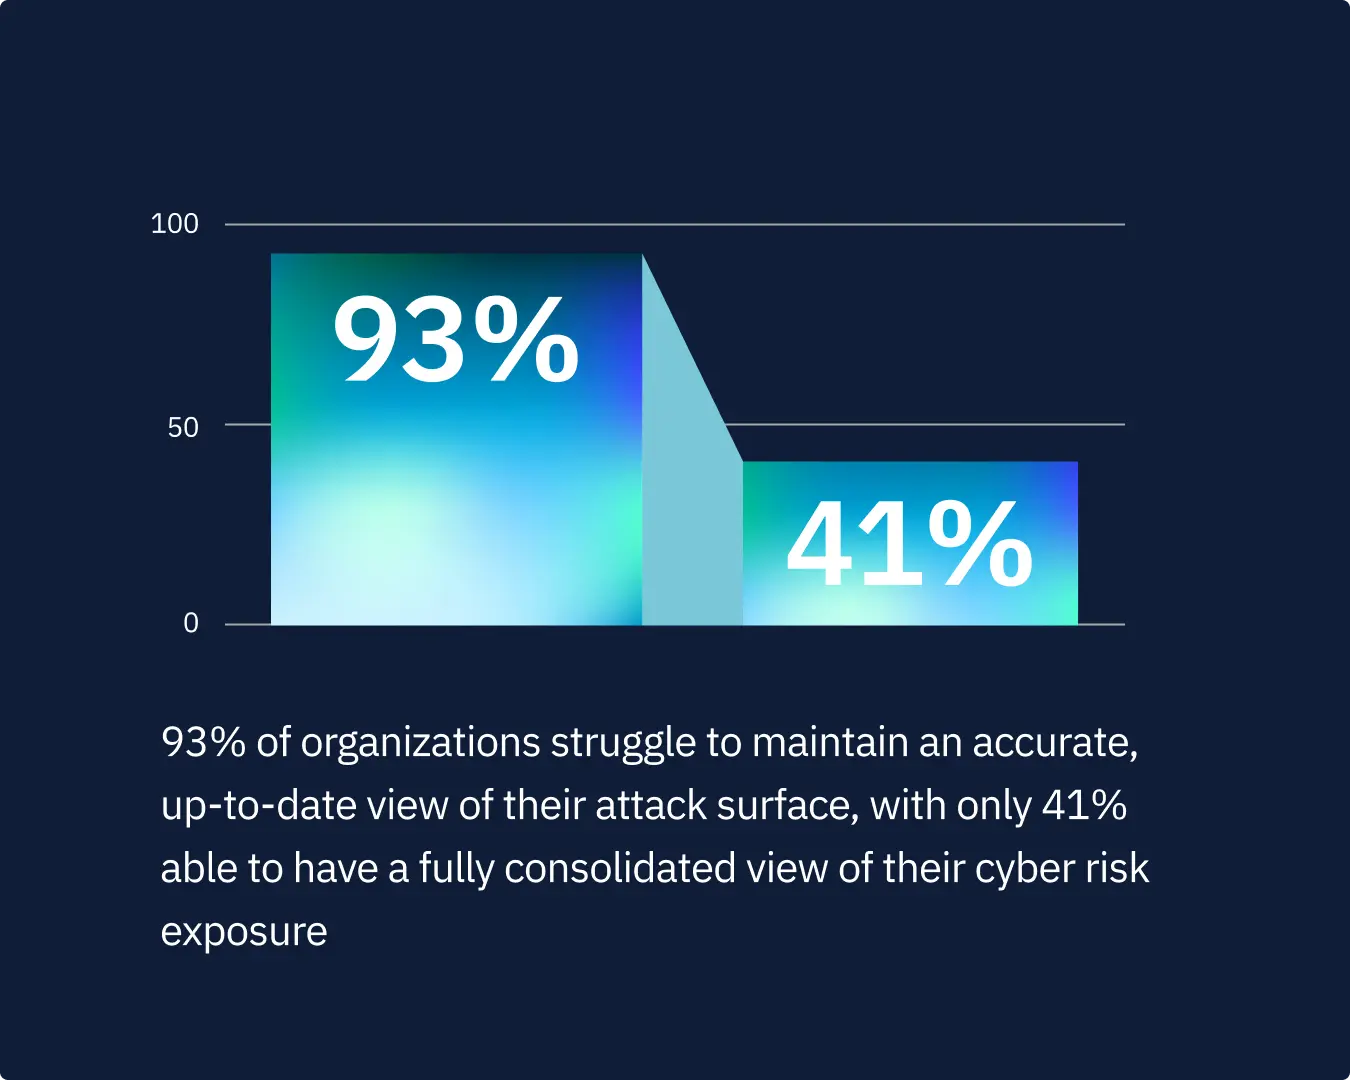 100
93%
50
41%
0
93% of organizations struggle to maintain an accurate,
up-to-date view of their attack surface, with only 41%
able to have a fully consolidated view of their cyber risk
exposure